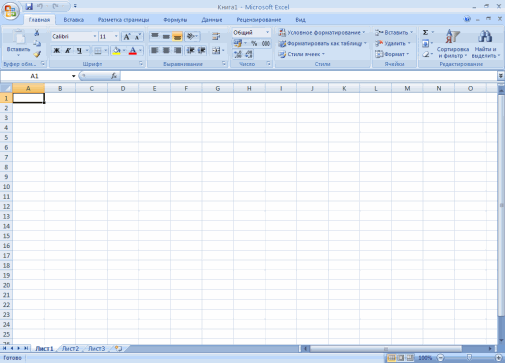 Книга1 - Microsoft Excel
Главная Вставка Разметка страницы Формулы Данные Рецензирование Вид
Вставить Calibri 11 Общий Условное форматирование Вставить Σ
Форматировать как таблицу Удалить Сортировка и фильтр Найти и выделить
Ж К Ч % 000 Стили ячеек Формат
Буфер обм... Шрифт Выравнивание Число Стили Ячейки Редактирование
A1 fx
A B C D E F G H I J K L M N O
1
2
3
4
5
6
7
8
9
10
11
12
13
14
15
16
17
18
19
20
21
22
23
24
25
26
Лист1 Лист2 Лист3
Готово 100%